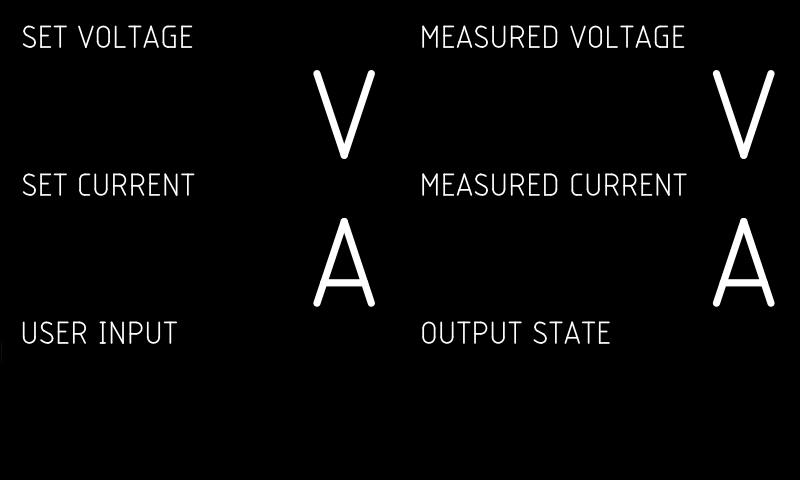 SET VOLTAGE
MEASURED VOLTAGE
V
V
SET CURRENT
MEASURED CURRENT
A
A
USER INPUT
OUTPUT STATE